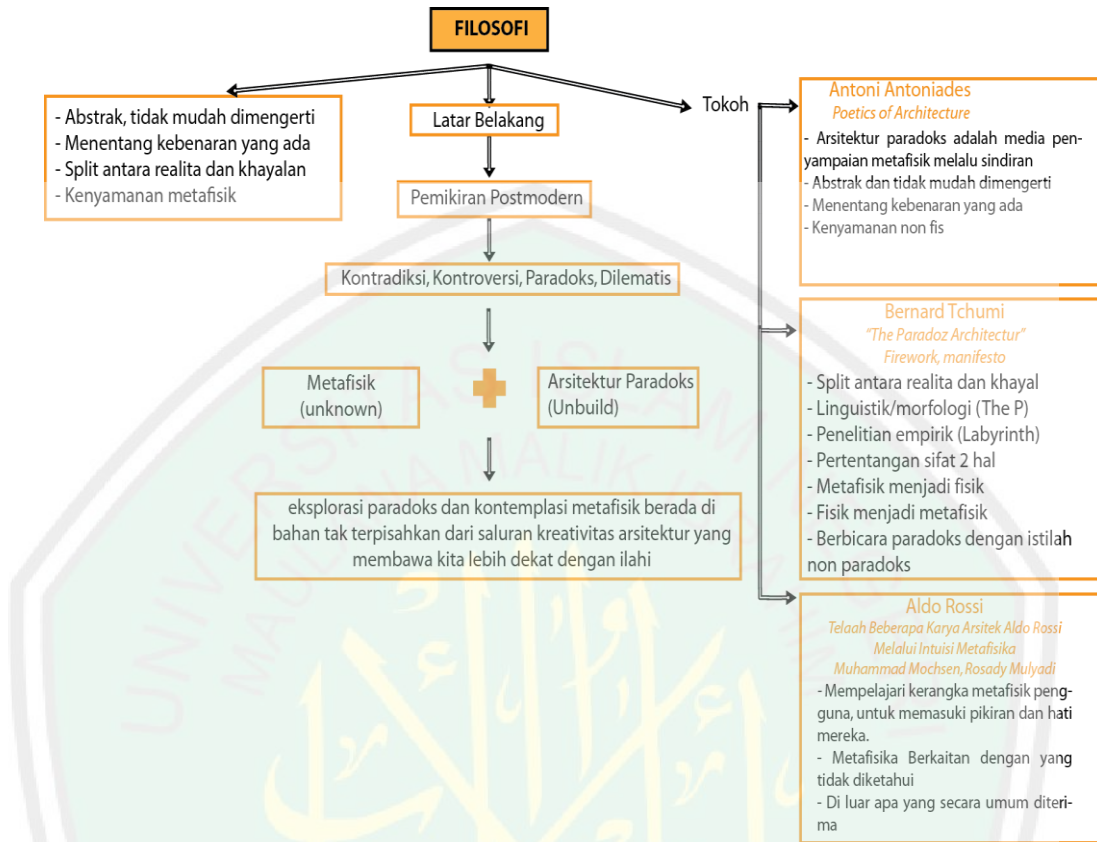 FILOSOFI
- Abstrak, tidak mudah dimengerti
- Menentang kebenaran yang ada
- Split antara realita dan khayalan
- Kenyamanan metafisik
Latar Belakang
Pemikiran Postmodern
Kontradiksi, Kontroversi, Paradoks, Dilematis
Metafisik
(unknown)
Arsitektur Paradoks
(Unbuild)
eksplorasi paradoks dan kontemplasi metafisik berada di
bahan tak terpisahkan dari saluran kreativitas arsitektur yang
membawa kita lebih dekat dengan ilahi
Tokoh
Antoni Antoniades
Poetics of Architecture
- Arsitektur paradoks adalah media pen-
yampaian metafisik melalu sindiran
- Abstrak dan tidak mudah dimengerti
- Menentang kebenaran yang ada
- Kenyamanan non fis
Bernard Tchumi
"The Paradoz Architectur"
Firework, manifesto
- Split antara realita dan khayal
- Linguistik/morfologi (The P)
- Penelitian empirik (Labyrinth)
- Pertentangan sifat 2 hal
- Metafisik menjadi fisik
- Fisik menjadi metafisik
- Berbicara paradoks dengan istilah
non paradoks
Aldo Rossi
Telaah Beberapa Karya Arsitek Aldo Rossi
Melalui Intuisi Metafisika
Muhammad Mochsen, Rosady Mulyadi
- Mempelajari kerangka metafisik peng-
guna, untuk memasuki pikiran dan hati
mereka.
- Metafisika Berkaitan dengan yang
tidak diketahui
- Di luar apa yang secara umum diteri-
ma
UNIVERSITAS ISLAM NEGERI
MAULANA MALIK IBRAHIM